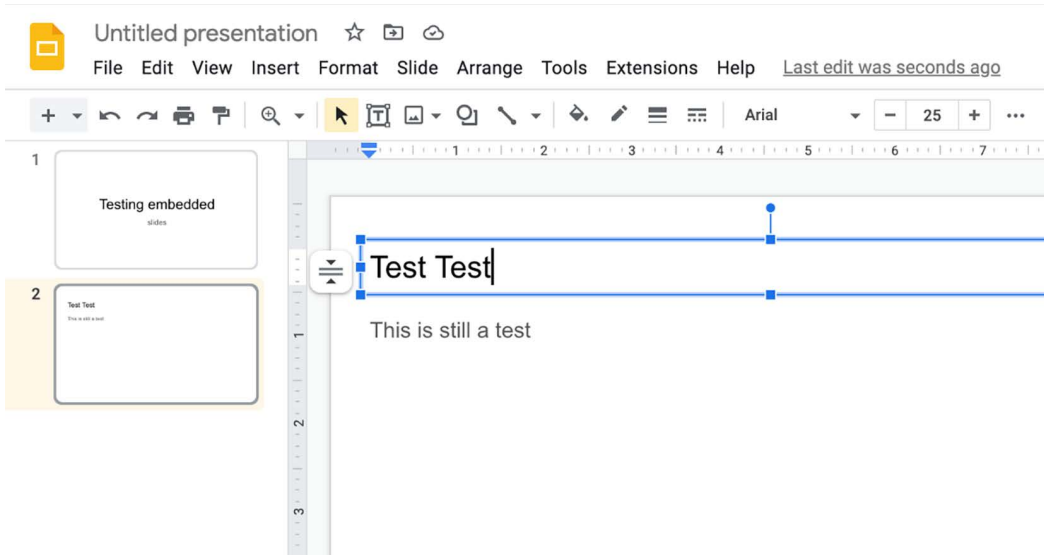 Untitled presentation
File Edit View Insert Format Slide Arrange Tools Extensions Help Last edit was seconds ago
Arial 25
1 2 3 4 5 6 7
1
Testing embedded
slides
2
Test Test
This is still a test
Test Test
This is still a test
1
2
3